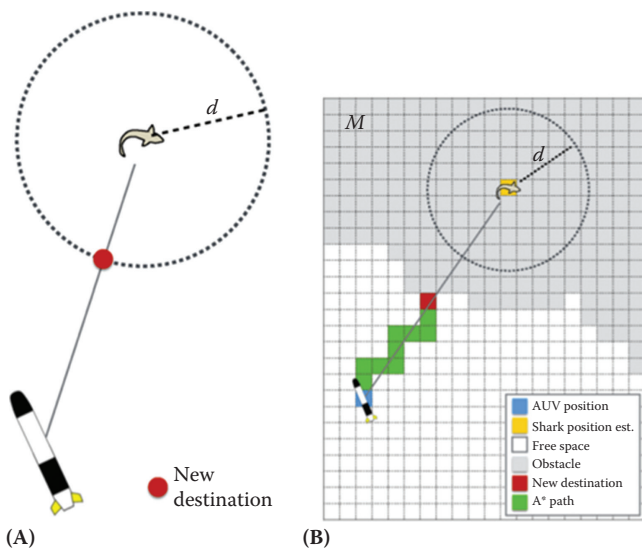 d
New
destination
(A)
M
d
AUV position
Shark position est.
Free space
Obstacle
New destination
A* path
(B)